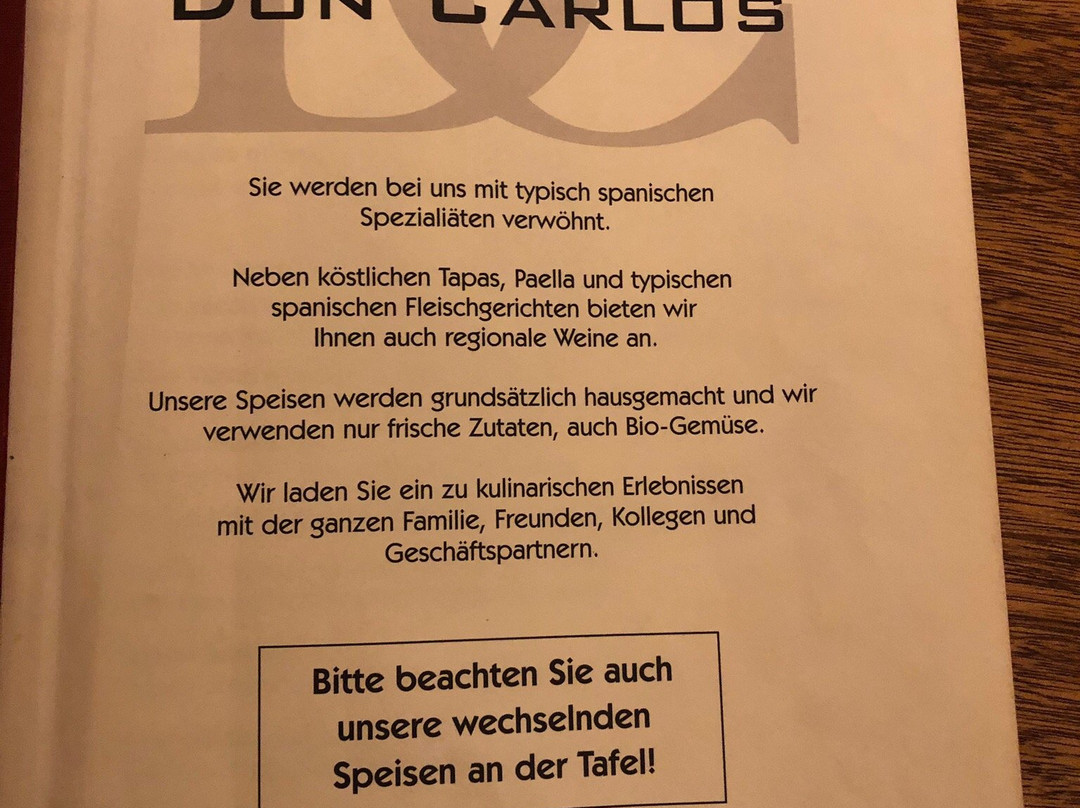 DON CARLOS
DC
Sie werden bei uns mit typisch spanischen
Spezialiäten verwöhnt.
Neben köstlichen Tapas, Paella und typischen
spanischen Fleischgerichten bieten wir
Ihnen auch regionale Weine an.
Unsere Speisen werden grundsätzlich hausgemacht und wir
verwenden nur frische Zutaten, auch Bio-Gemüse.
Wir laden Sie ein zu kulinarischen Erlebnissen
mit der ganzen Familie, Freunden, Kollegen und
Geschäftspartnern.
Bitte beachten Sie auch
unsere wechselnden
Speisen an der Tafel!